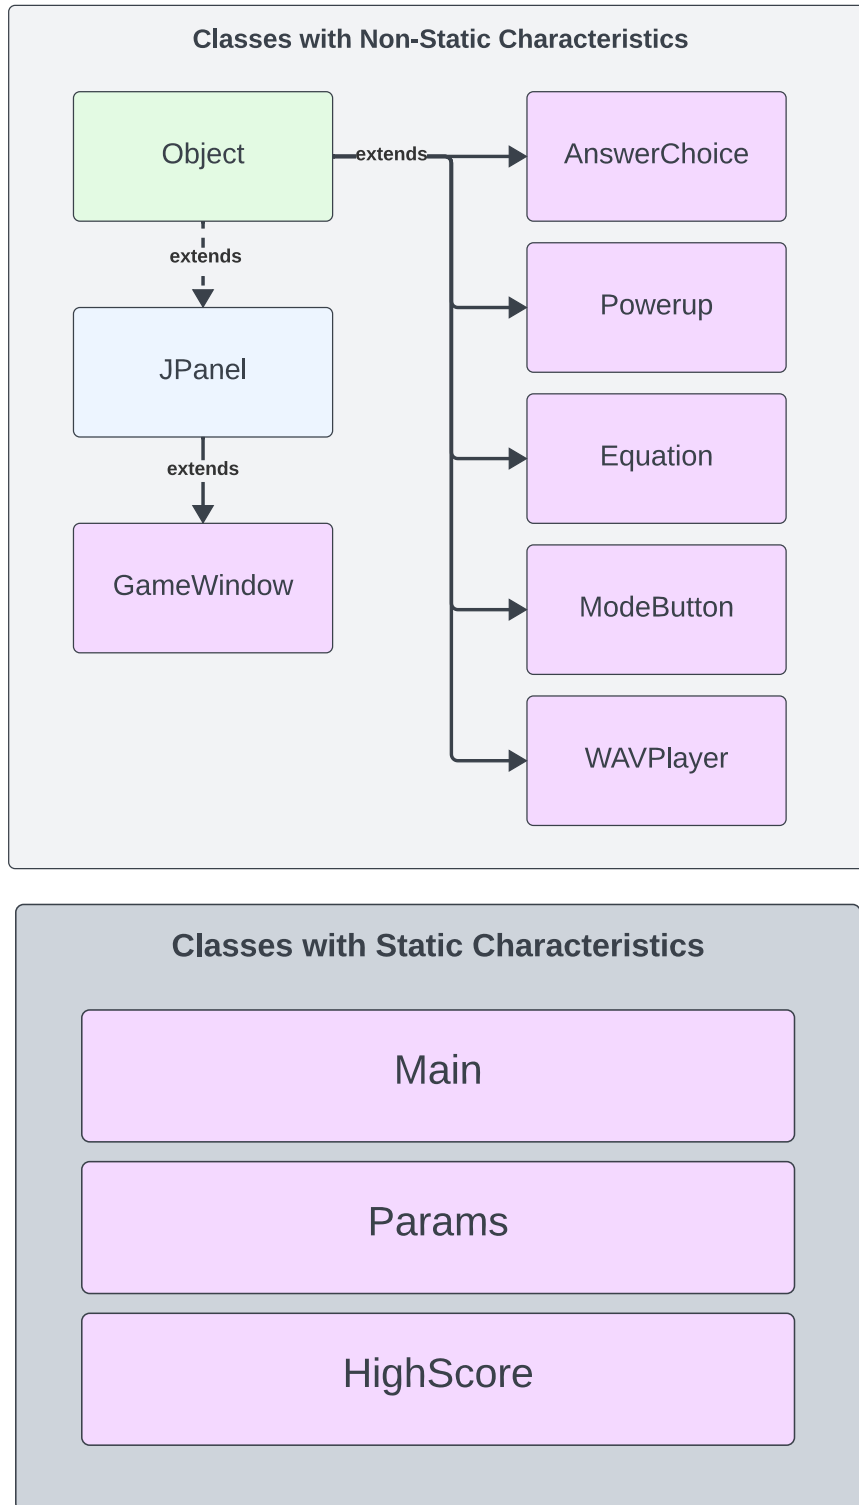 Classes with Non-Static Characteristics
Object
extends
AnswerChoice
extends
Powerup
JPanel
Equation
extends
GameWindow
ModeButton
WAVPlayer
Classes with Static Characteristics
Main
Params
HighScore